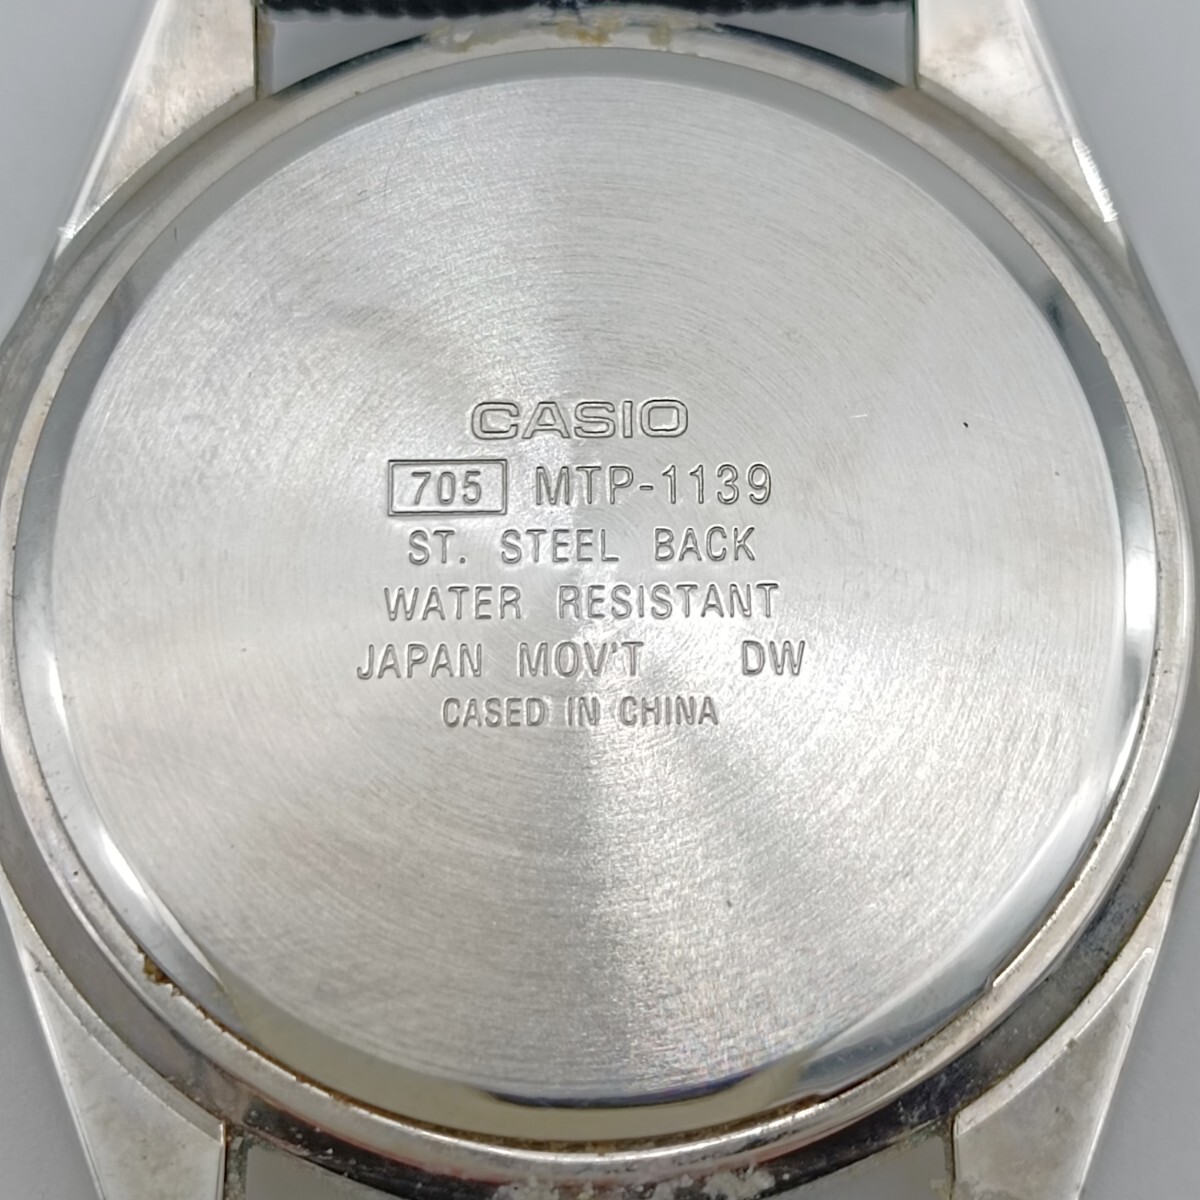 CASIO
705 MTP-1139
ST. STEEL BACK
WATER RESISTANT
JAPAN MOV'T DW
CASED IN CHINA